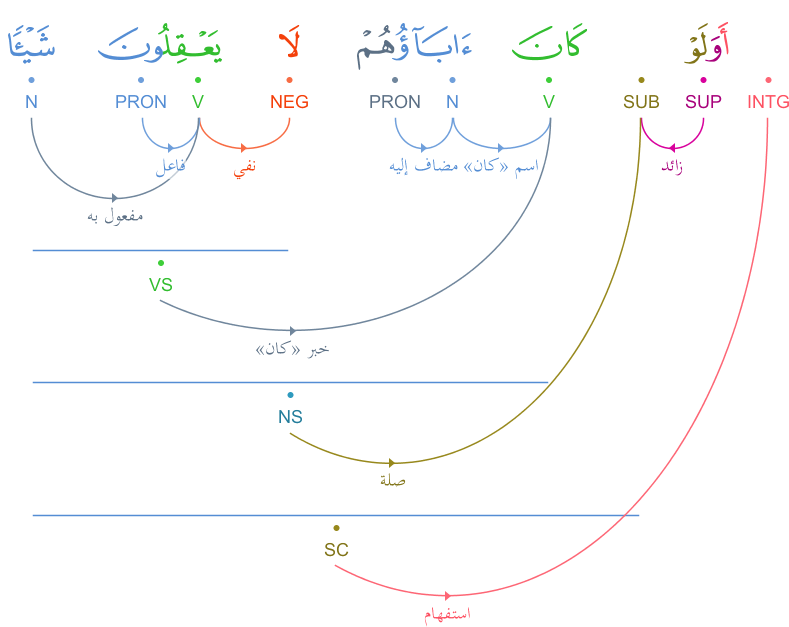 أَوَلَوْ كَانَ ءَابَآؤُهُمْ لَا يَعْقِلُونَ شَيْـًٔا
N PRON V NEG PRON N V SUB SUP INTG
فاعل نفي مضاف إليه اسم «كان» زائد
مفعول به
VS
خبر «كان»
NS
صلة
SC
استفهام